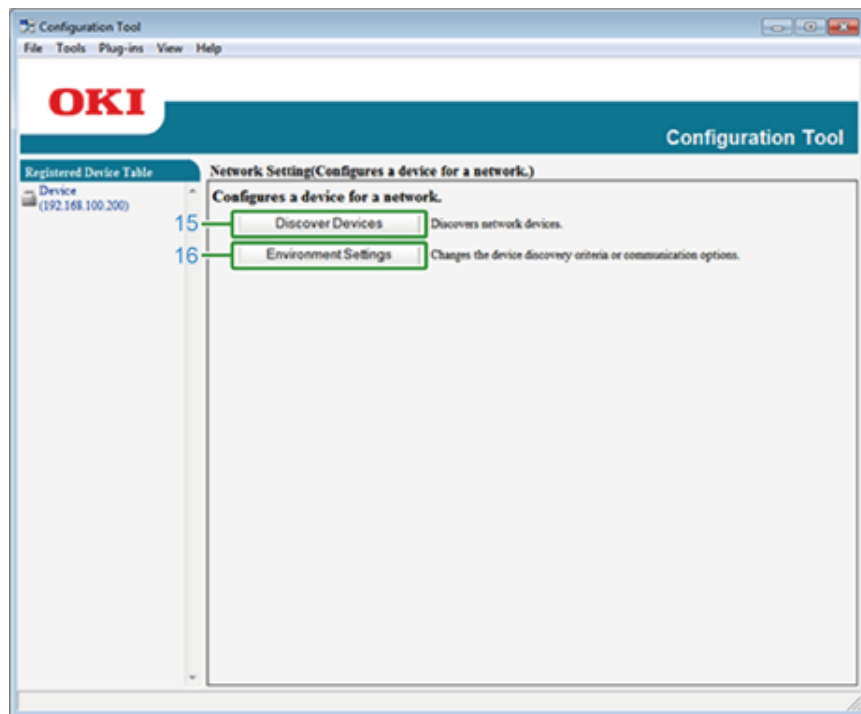 Configuration Tool
File Tools Plug-ins View Help
OKI
Configuration Tool
Registered Device Table
Device
(192.168.100.200)
Network Setting(Configures a device for a network.)
Configures a device for a network.
15 Discover Devices Discovers network devices.
16 Environment Settings Changes the device discovery criteria or communication options.